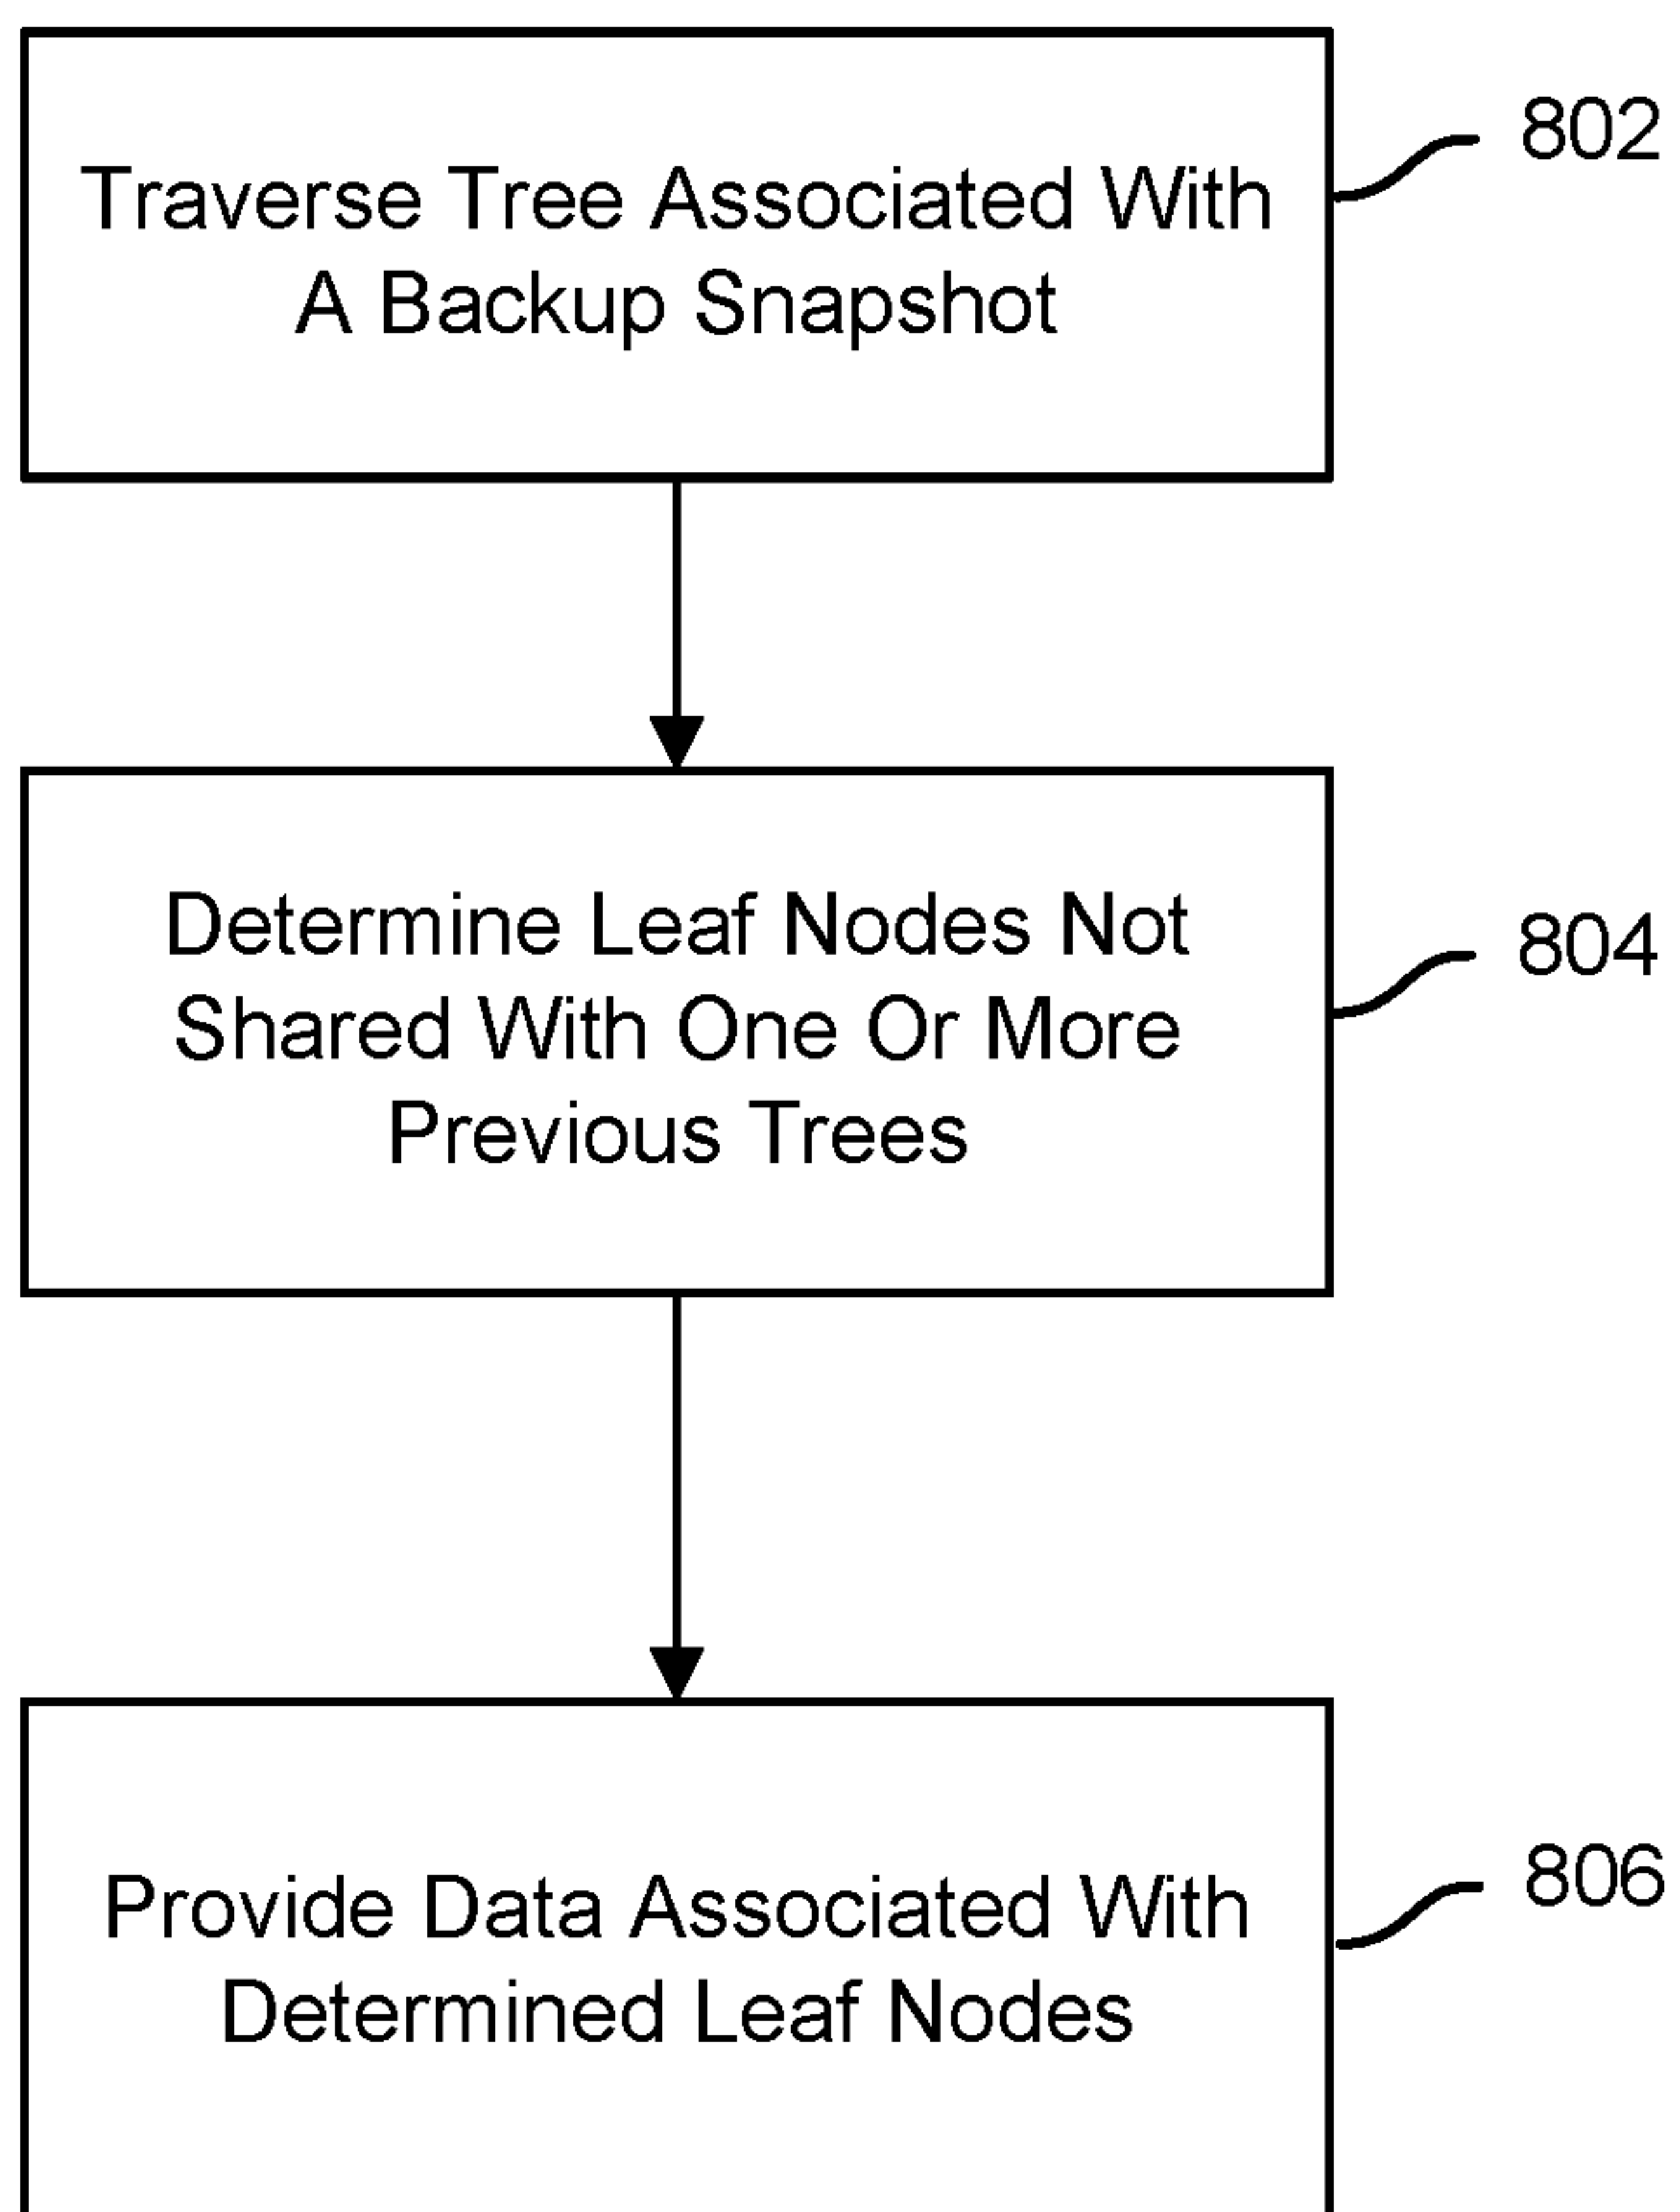 Traverse Tree Associated With
A Backup Snapshot
802
Determine Leaf Nodes Not
Shared With One Or More
Previous Trees
804
Provide Data Associated With
Determined Leaf Nodes
806